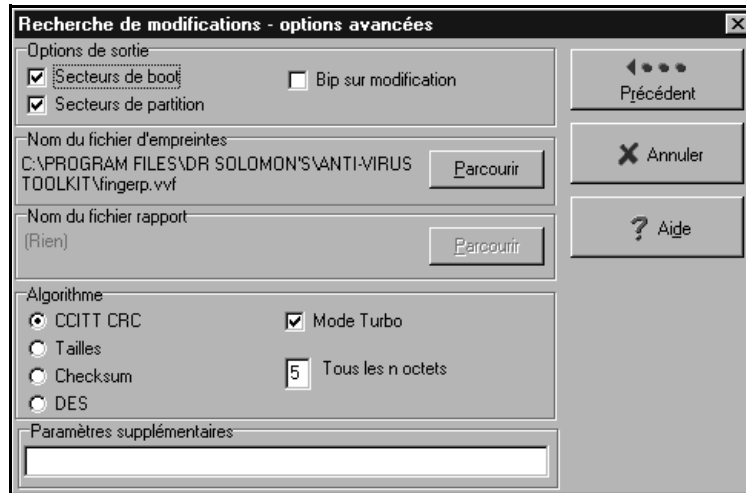 Recherche de modifications - options avancées
Options de sortie
Secteurs de boot
Bip sur modification
Secteurs de partition
Précédent
Nom du fichier d'empreintes
C:\PROGRAM FILES\DR SOLOMON'S\ANTI-VIRUS
TOOLKIT\fingerp.vvf
Parcourir
Annuler
Nom du fichier rapport
(Rien)
Parcourir
Aide
Algorithme
CCITT CRC
Mode Turbo
Tailles
5 Tous les n octets
Checksum
DES
Paramètres supplémentaires